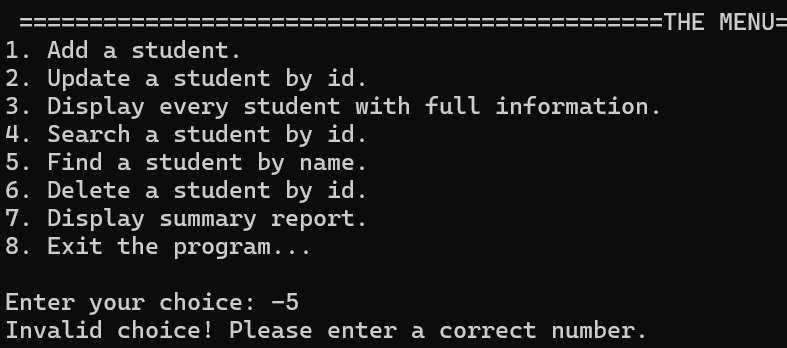 ==============================================THE MENU=
1. Add a student.
2. Update a student by id.
3. Display every student with full information.
4. Search a student by id.
5. Find a student by name.
6. Delete a student by id.
7. Display summary report.
8. Exit the program...
Enter your choice: -5
Invalid choice! Please enter a correct number.